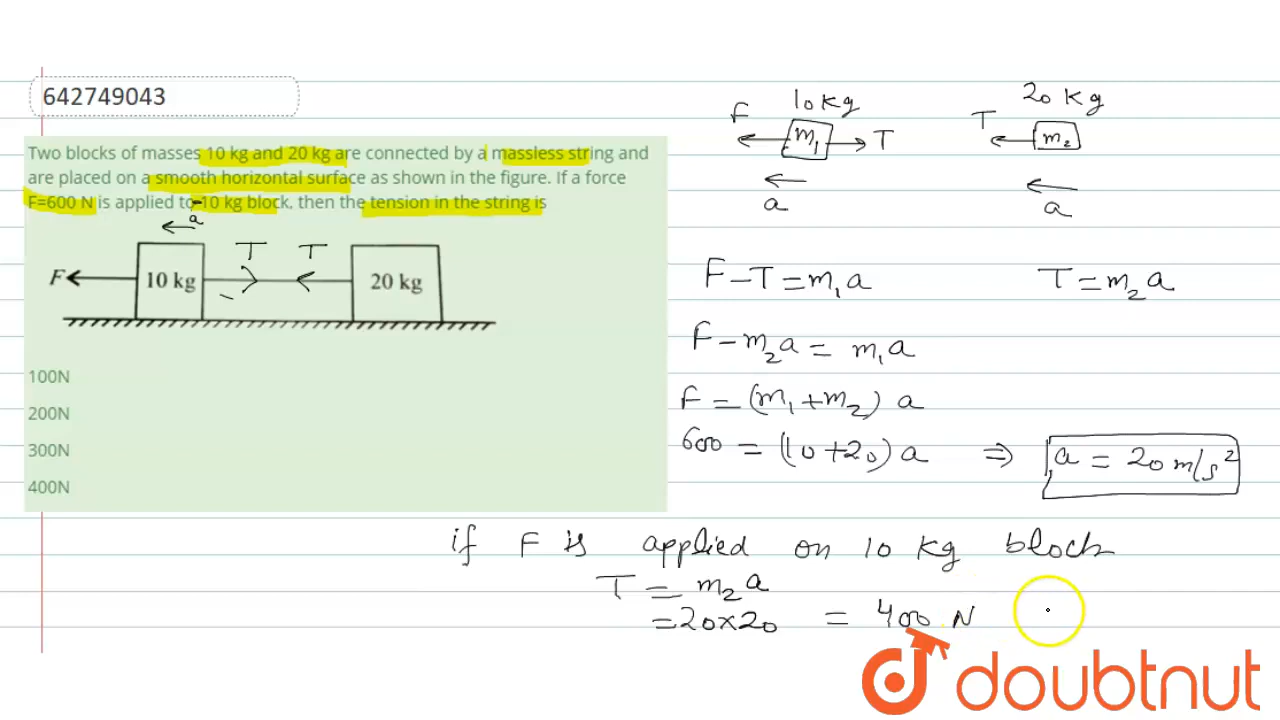 642749043
Two blocks of masses 10 kg and 20 kg are connected by a massless string and
are placed on a smooth horizontal surface as shown in the figure. If a force
F=600 N is applied to 10 kg block, then the tension in the string is
a
T T
F 10 kg 20 kg
100N
200N
300N
400N
10 kg 20 kg
F m₁ T T m₂
a a
F - T = m₁a T = m₂a
F - m₂a = m₁a
F = (m₁ + m₂) a
600 = (10 + 20) a ⇒ a = 20 m/s²
if F is applied on 10 kg block
T = m₂a
= 20 × 20 = 400 N
doubtnut